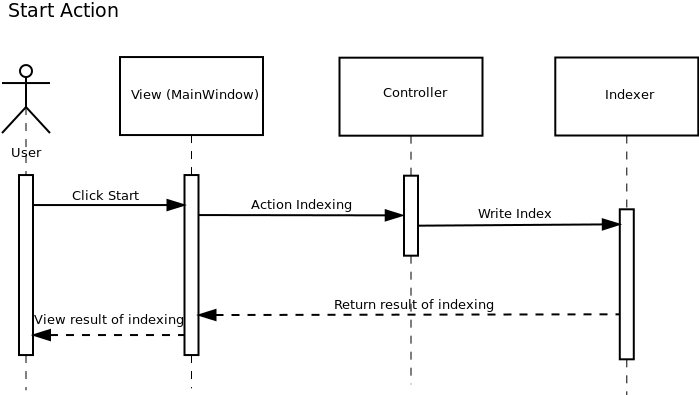 Start Action
View (MainWindow)
Controller
Indexer
User
Click Start
Action Indexing
Write Index
Return result of indexing
View result of indexing